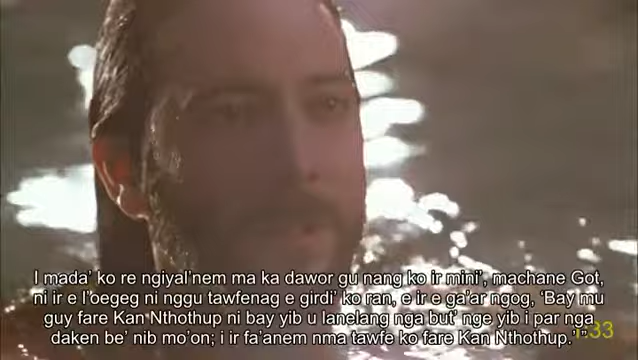 I mada' ko re ngiyal'nem ma ka dawor gu nang ko ir mini', machane Got,
ni ir e l'oegeg ni nggu tawfenag e girdi' ko ran, e ir e ga'ar ngog, 'Bay mu
guy fare Kan Nthothup ni bay yib u lanelang nga but' nge yib i par nga
daken be' nib mo'on; i ir fa'anem nma tawfe ko fare Kan Nthothup.'
1:33